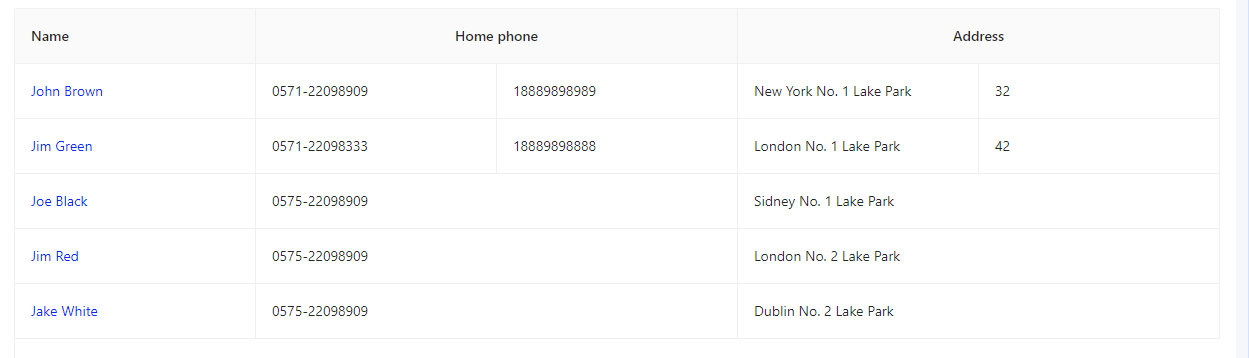 Name Home phone Address
John Brown 0571-22098909 18889898989 New York No. 1 Lake Park 32
Jim Green 0571-22098333 18889898888 London No. 1 Lake Park 42
Joe Black 0575-22098909 Sidney No. 1 Lake Park
Jim Red 0575-22098909 London No. 2 Lake Park
Jake White 0575-22098909 Dublin No. 2 Lake Park